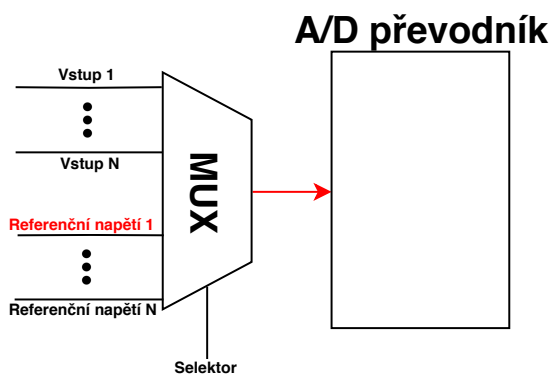 A/D převodník
Vstup 1
Vstup N
MUX
Referenční napětí 1
Referenční napětí N
Selektor